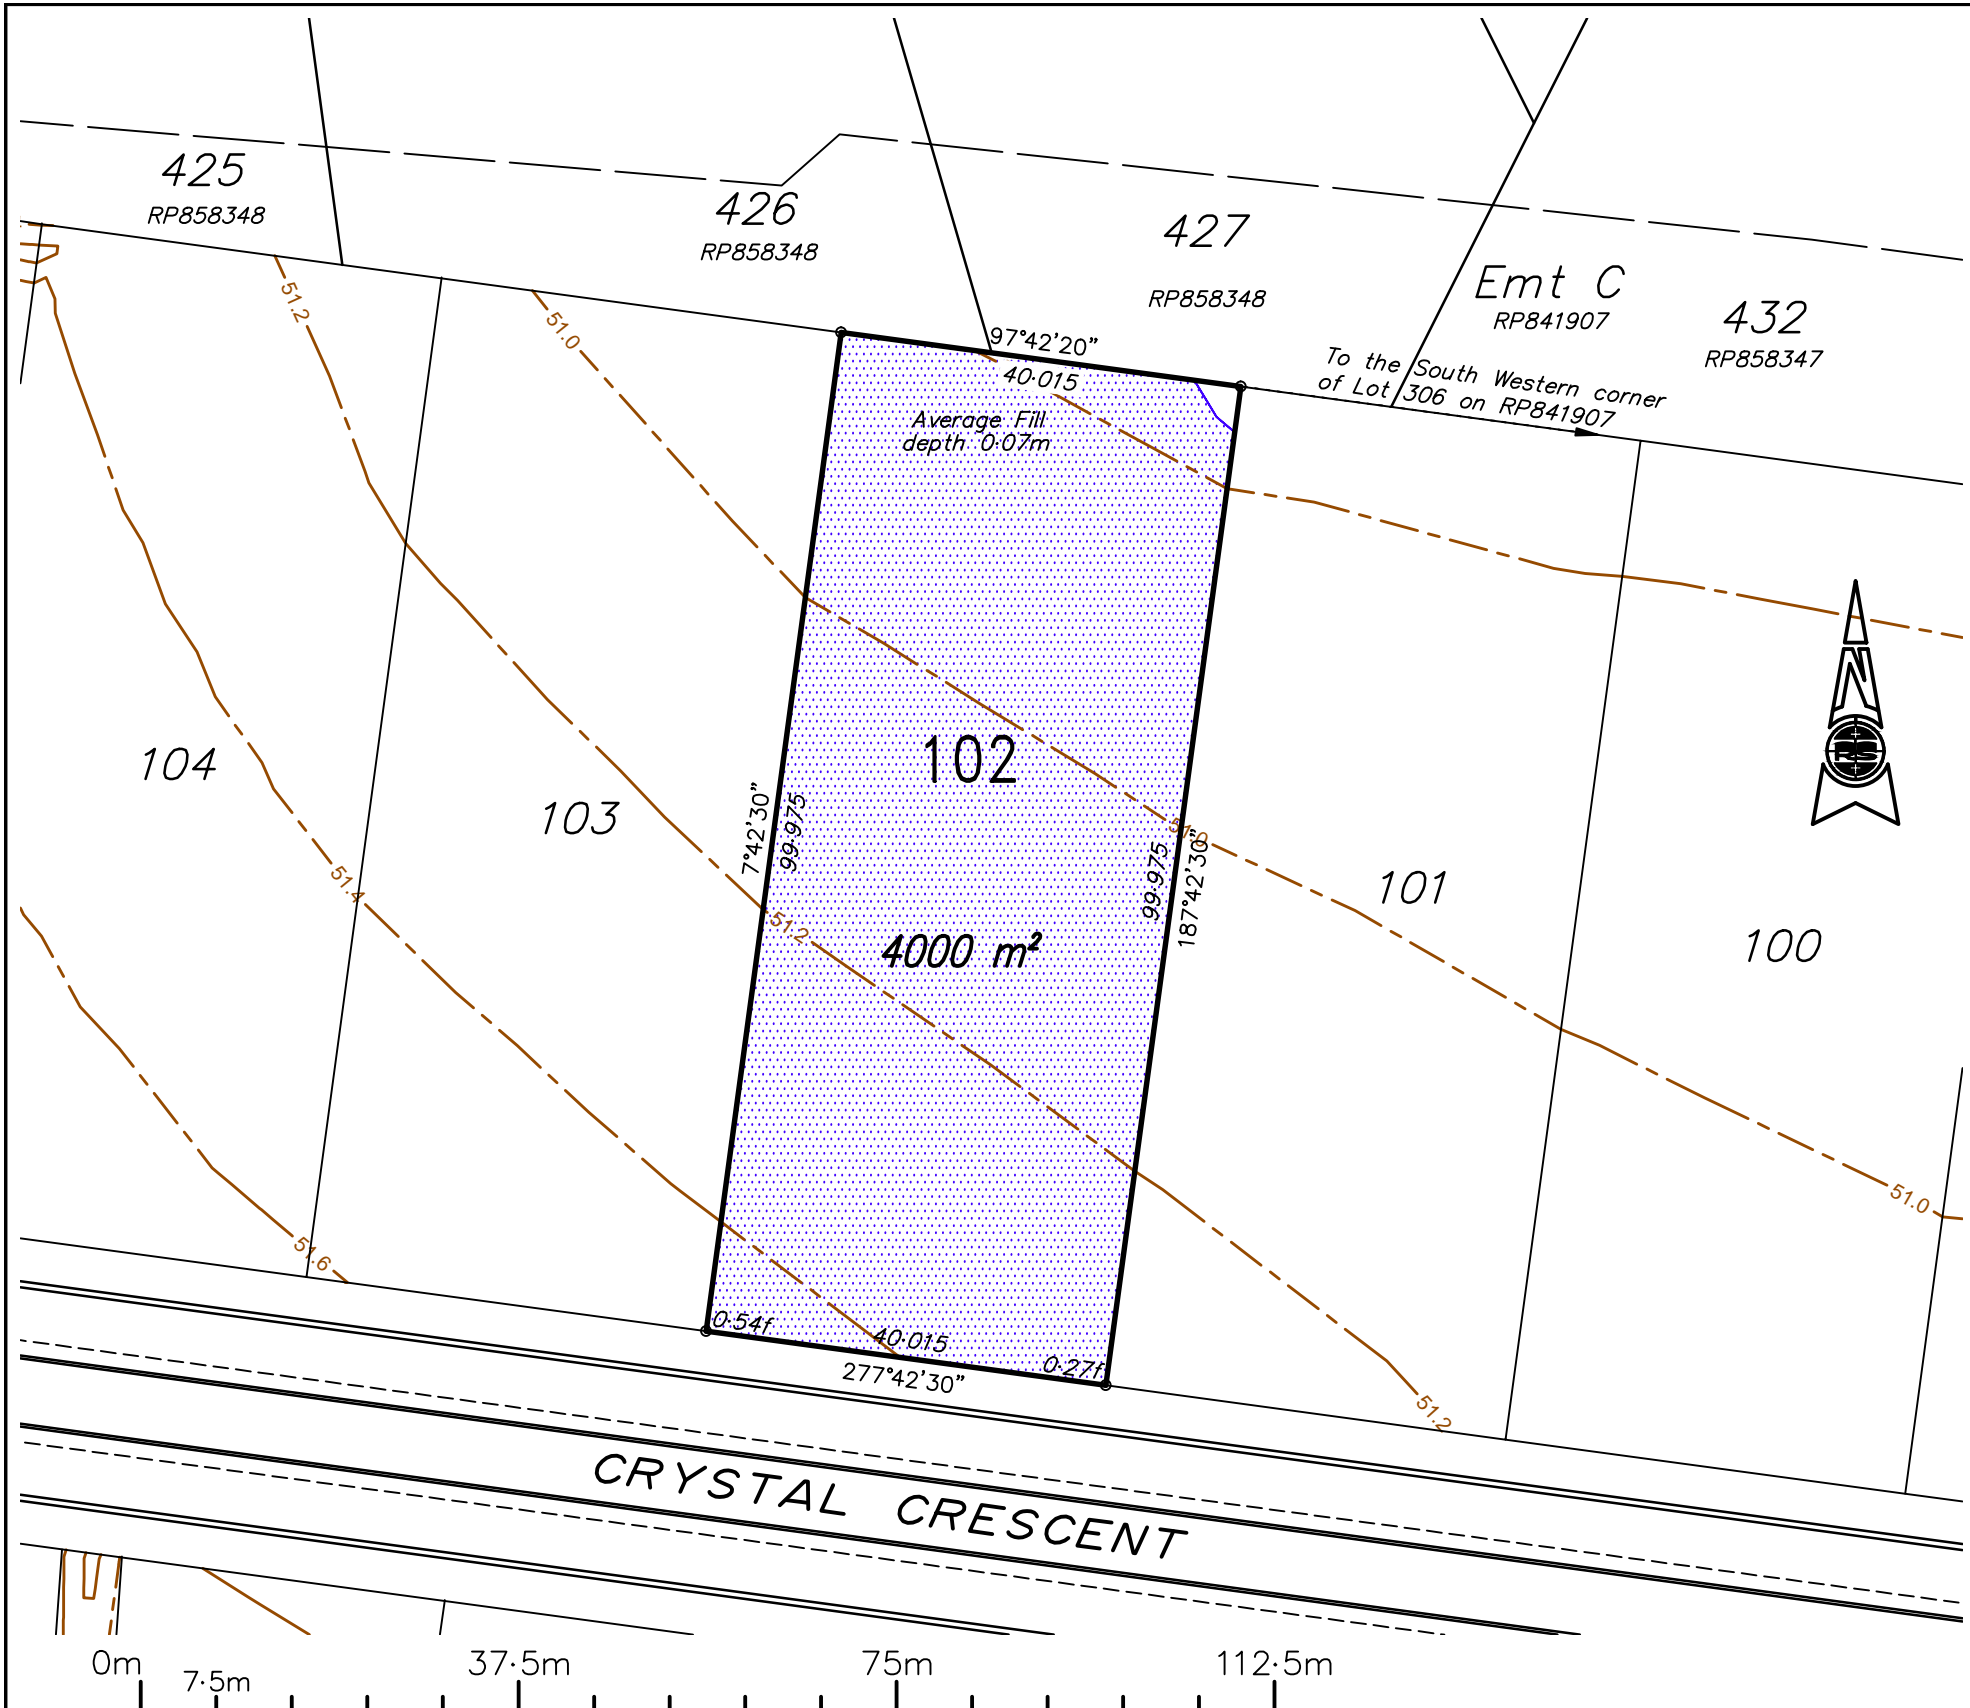 425
RP858348
426
RP858348
427
RP858348
Emt C
RP841907
432
RP858347
To the South Western corner
of Lot 306 on RP841907
97°42'20"
40·015
Average Fill
depth 0·07m
51.2
51.0
104
103
102
7°42'30"
99·975
51.0
99·975
187°42'30"
101
100
51.4
51.2
4000 m²
51.0
51.6
0·54f
40·015
0·27f
277°42'30"
51.2
CRYSTAL CRESCENT
N
RS
0m
7·5m
37·5m
75m
112·5m